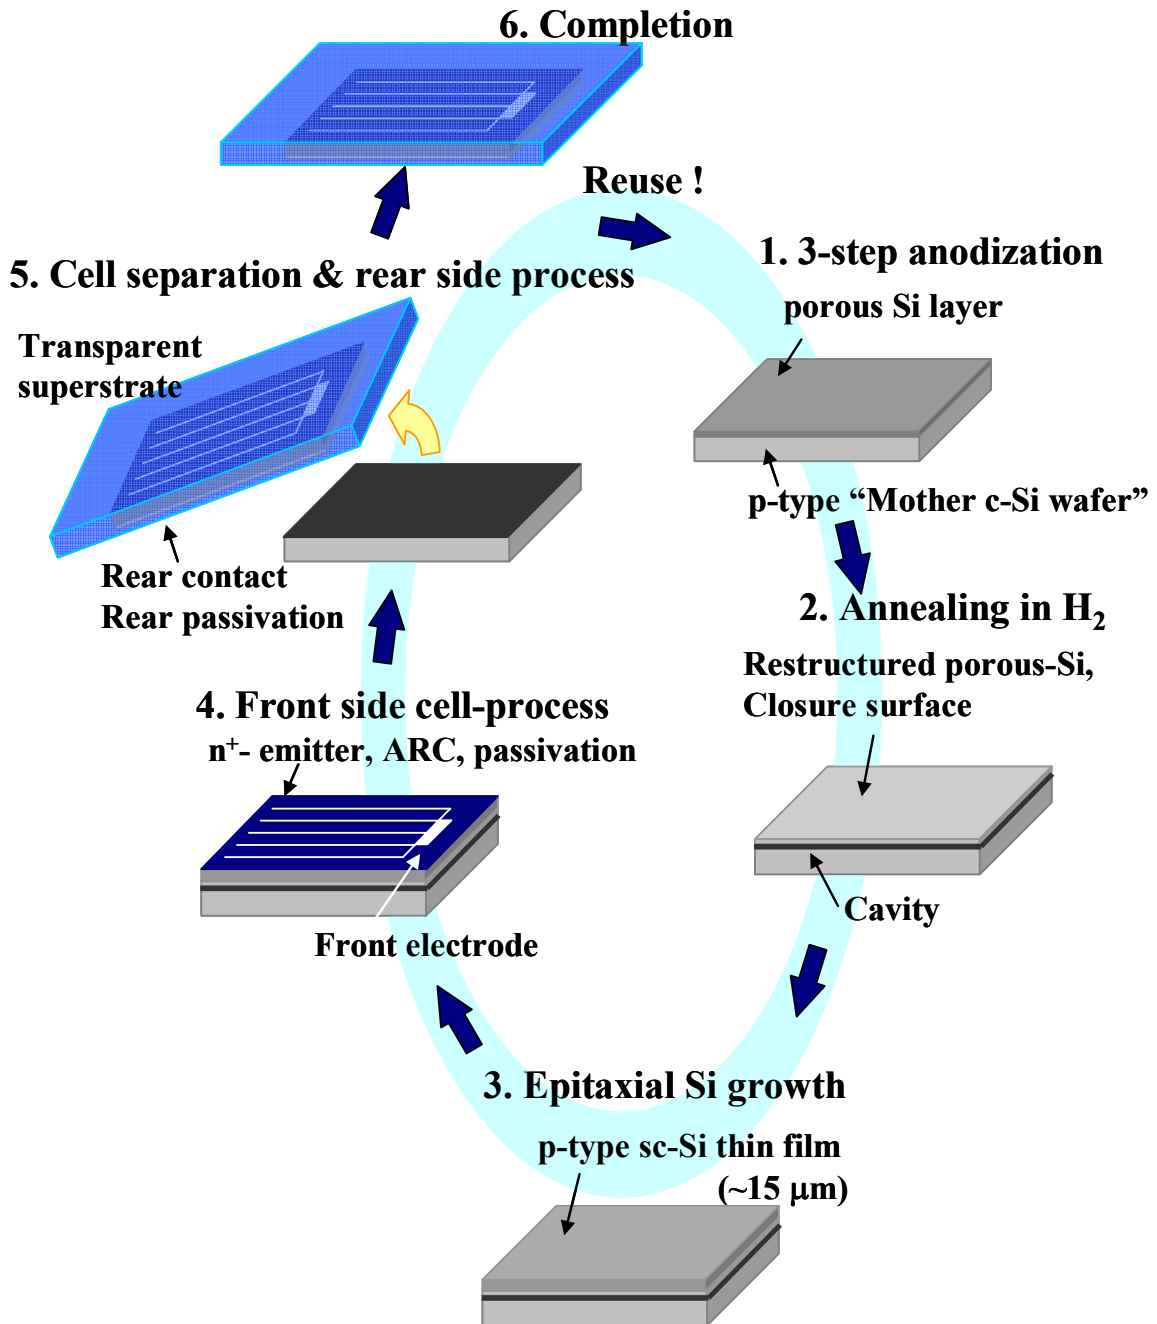 6. Completion
Reuse !
1. 3-step anodization
porous Si layer
p-type “Mother c-Si wafer”
2. Annealing in H₂
Restructured porous-Si,
Closure surface
Cavity
3. Epitaxial Si growth
p-type sc-Si thin film
(~15 μm)
4. Front side cell-process
n⁺- emitter, ARC, passivation
Front electrode
5. Cell separation & rear side process
Transparent
superstrate
Rear contact
Rear passivation